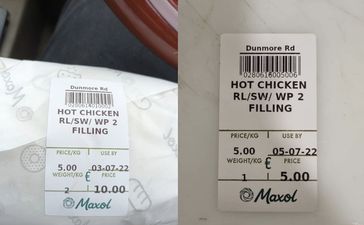 Dunmore Rd
0280614010002
HOT CHICKEN
RL/SW/ WP 2
FILLING
PRICE/KG USE BY
5.00 03-07-22
WEIGHT/KG € PRICE
2 10.00
Maxol
Dunmore Rd
0280616005006
HOT CHICKEN
RL/SW/ WP 2
FILLING
PRICE/KG USE BY
5.00 05-07-22
WEIGHT/KG € PRICE
1 5.00
Maxol